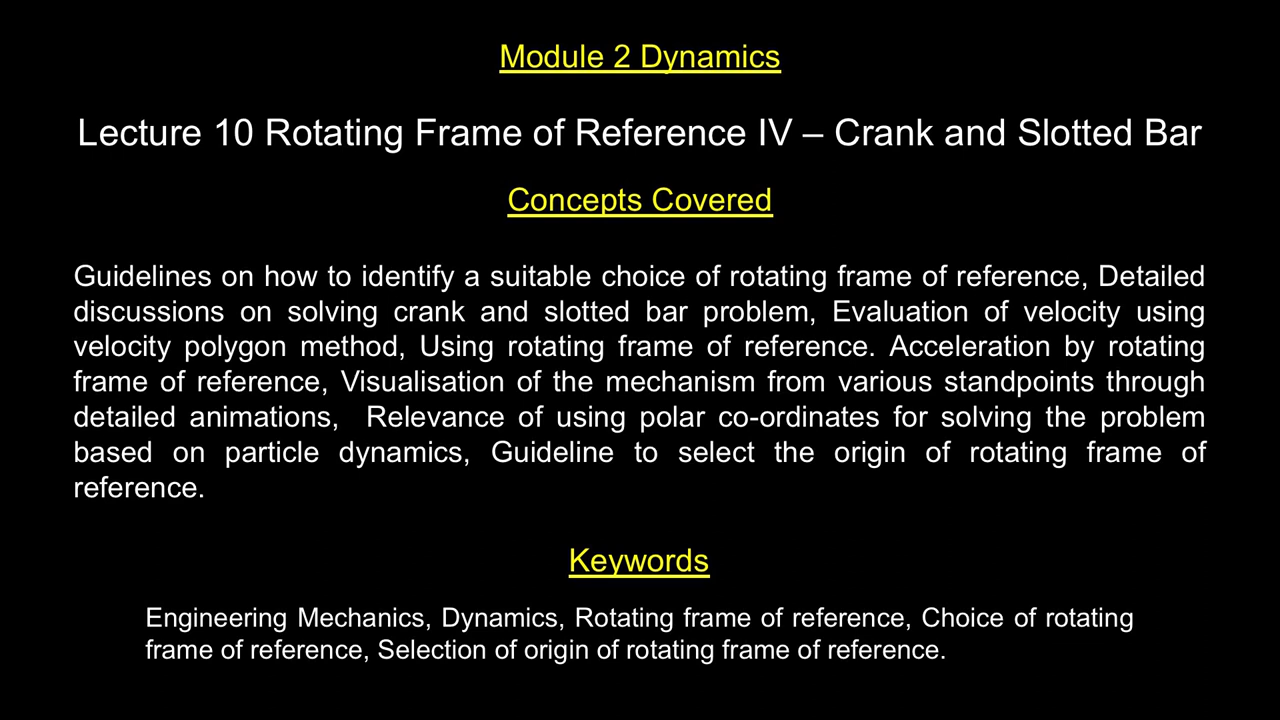 Module 2 Dynamics
Lecture 10 Rotating Frame of Reference IV – Crank and Slotted Bar
Concepts Covered
Guidelines on how to identify a suitable choice of rotating frame of reference, Detailed
discussions on solving crank and slotted bar problem, Evaluation of velocity using
velocity polygon method, Using rotating frame of reference. Acceleration by rotating
frame of reference, Visualisation of the mechanism from various standpoints through
detailed animations, Relevance of using polar co-ordinates for solving the problem
based on particle dynamics, Guideline to select the origin of rotating frame of
reference.
Keywords
Engineering Mechanics, Dynamics, Rotating frame of reference, Choice of rotating
frame of reference, Selection of origin of rotating frame of reference.